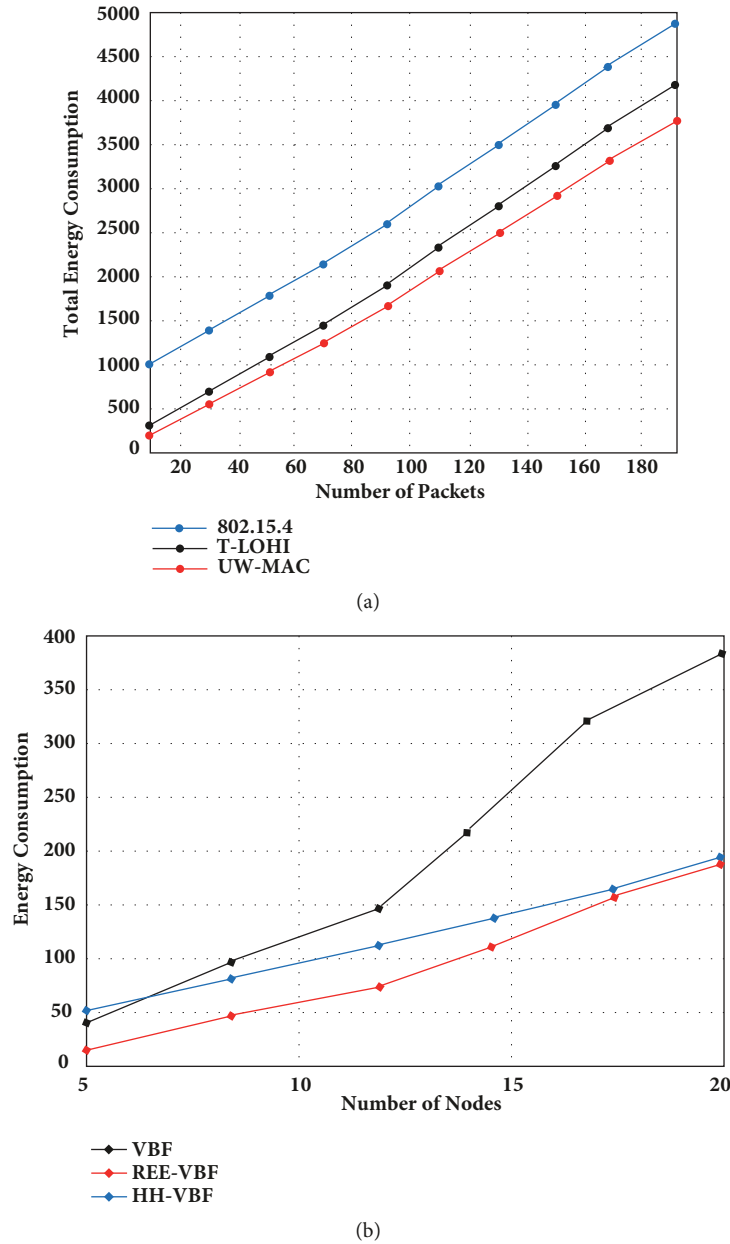 5000
4500
4000
3500
3000
2500
2000
1500
1000
500
0
Total Energy Consumption
20 40 60 80 100 120 140 160 180
Number of Packets
802.15.4
T-LOHI
UW-MAC
(a)
400
350
300
250
200
150
100
50
0
Energy Consumption
5 10 15 20
Number of Nodes
VBF
REE-VBF
HH-VBF
(b)